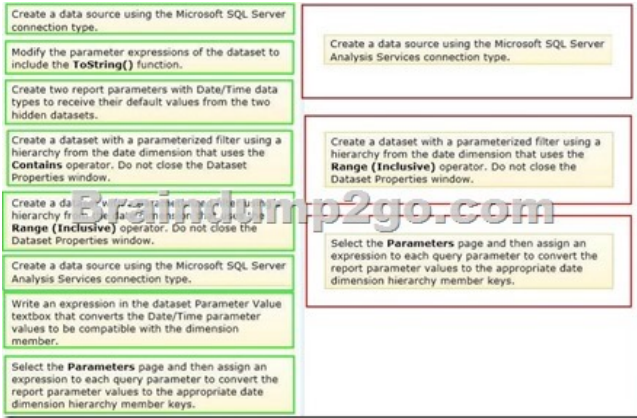 Create a data source using the Microsoft SQL Server
connection type.
Modify the parameter expressions of the dataset to
include the ToString() function.
Create two report parameters with Date/Time data
types to receive their default values from the two
hidden datasets.
Create a dataset with a parameterized filter using a
hierarchy from the date dimension that uses the
Contains operator. Do not close the Dataset
Properties window.
Create a
hierarchy
Range (Inclusive) operator. Do not close the
Dataset Properties window.
Create a data source using the Microsoft SQL Server
Analysis Services connection type.
Write an expression in the dataset Parameter Value
textbox that converts the Date/Time parameter
values to be compatible with the dimension
member.
Select the Parameters page and then assign an
expression to each query parameter to convert the
report parameter values to the appropriate date
dimension hierarchy member keys.
Create a data source using the Microsoft SQL Server
Analysis Services connection type.
Create a dataset with a parameterized filter using a
hierarchy from the date dimension that uses the
Range (Inclusive) operator. Do not close the
Dataset Properties window.
Select the Parameters page and then assign an
expression to each query parameter to convert the
report parameter values to the appropriate date
dimension hierarchy member keys.
Braindump2go.com